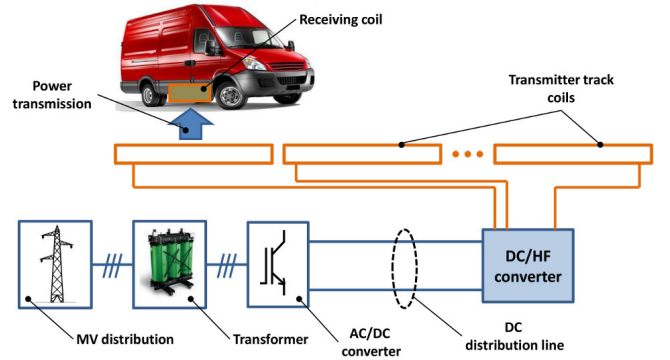 Receiving coil
Power
transmission
Transmitter track
coils
DC/HF
converter
MV distribution
Transformer
AC/DC
converter
DC
distribution line